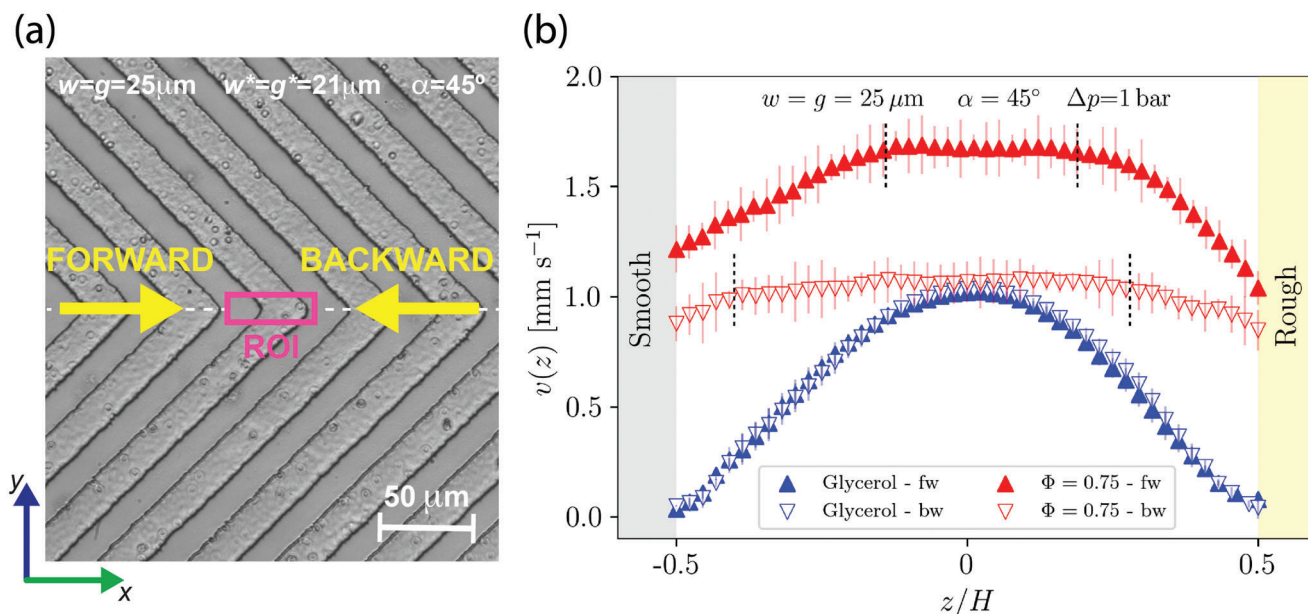 (a)
w=g=25μm w*=g*=21μm α=45º
FORWARD BACKWARD
ROI
50 μm
y
x
(b)
2.0
1.5
1.0
0.5
0.0
v(z) [mm s⁻¹]
w = g = 25 μm α = 45° Δp=1 bar
Smooth
Rough
Glycerol - fw
Glycerol - bw
Φ = 0.75 - fw
Φ = 0.75 - bw
-0.5 0 0.5
z/H